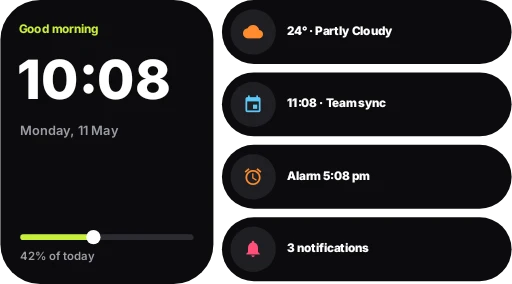 Good morning
10:08
Monday, 11 May
42% of today
24° · Partly Cloudy
11:08 · Team sync
Alarm 5:08 pm
3 notifications